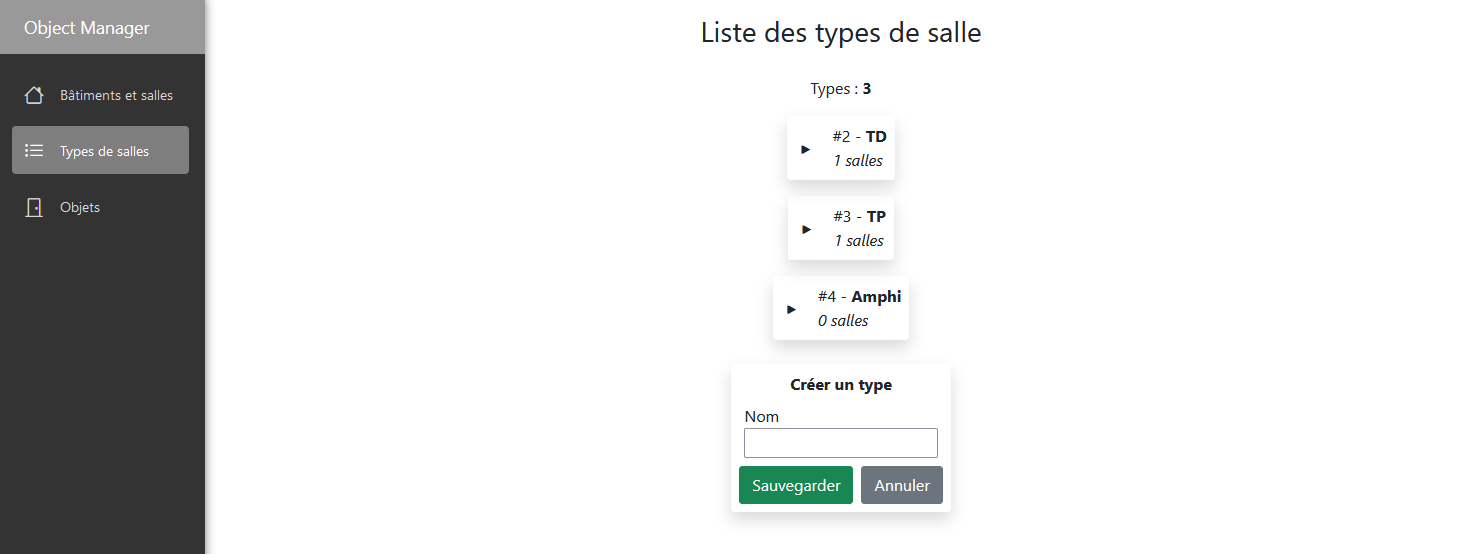 Object Manager
Bâtiments et salles
Types de salles
Objets
Liste des types de salle
Types : 3
#2 - TD
1 salles
#3 - TP
1 salles
#4 - Amphi
0 salles
Créer un type
Nom
Sauvegarder Annuler